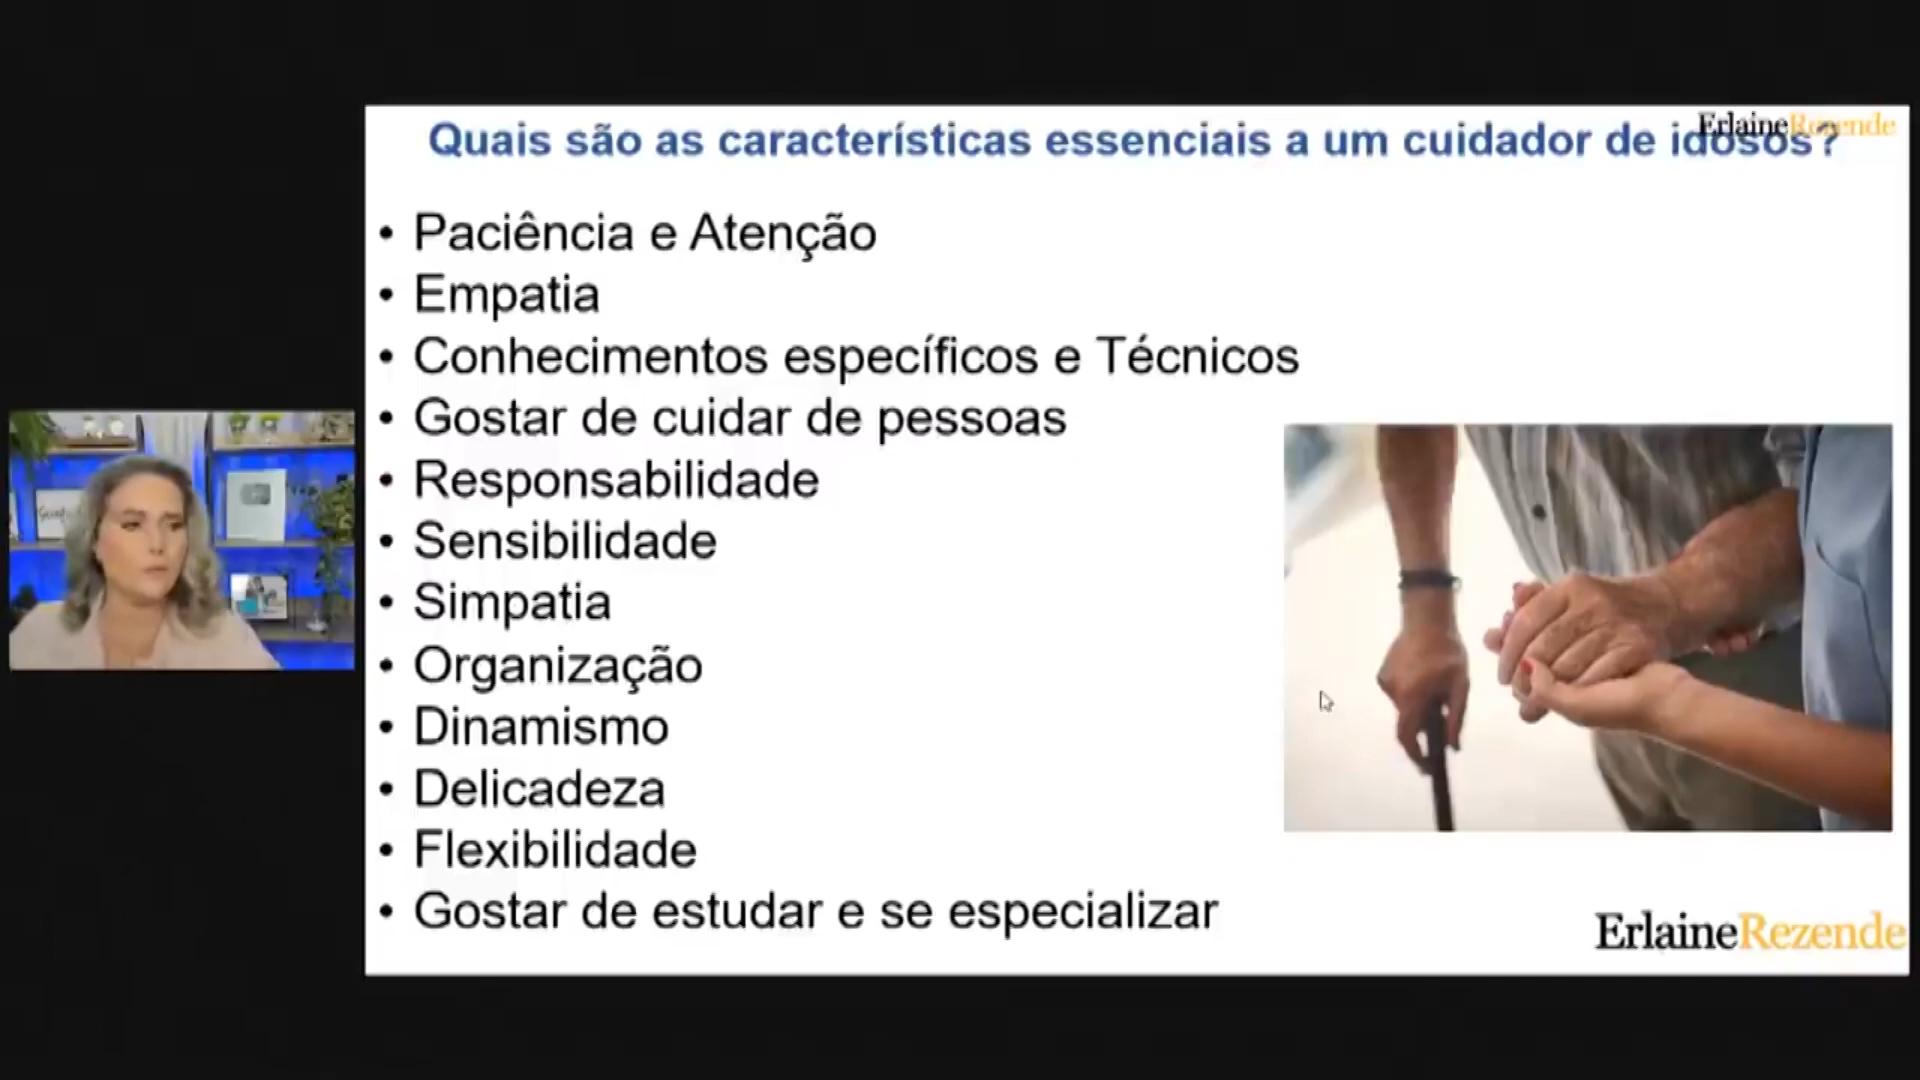 Quais são as características essenciais a um cuidador de idosos?
ErlaineRezende
• Paciência e Atenção
• Empatia
• Conhecimentos específicos e Técnicos
• Gostar de cuidar de pessoas
• Responsabilidade
• Sensibilidade
• Simpatia
• Organização
• Dinamismo
• Delicadeza
• Flexibilidade
• Gostar de estudar e se especializar
ErlaineRezende